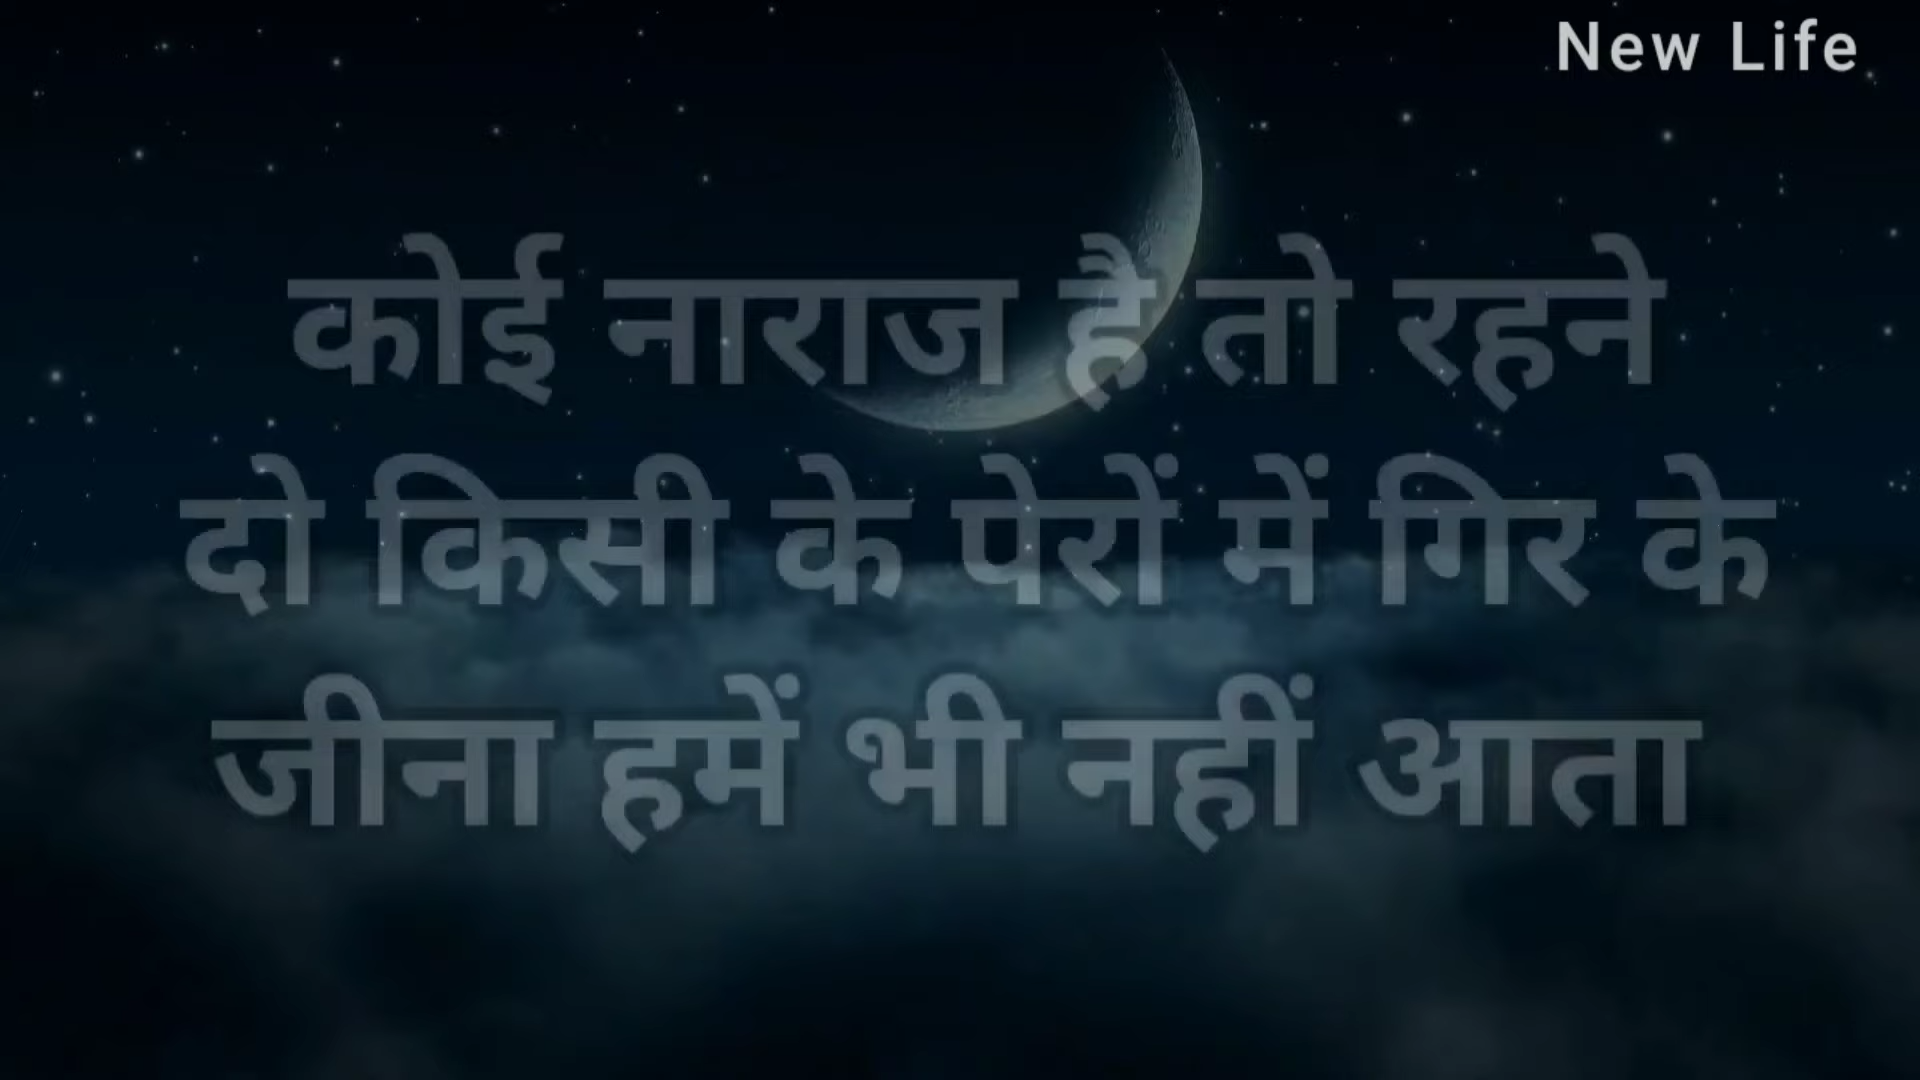 New Life
कोई नाराज है तो रहने
दो किसी के पेरों में गिर के
जीना हमें भी नहीं आता